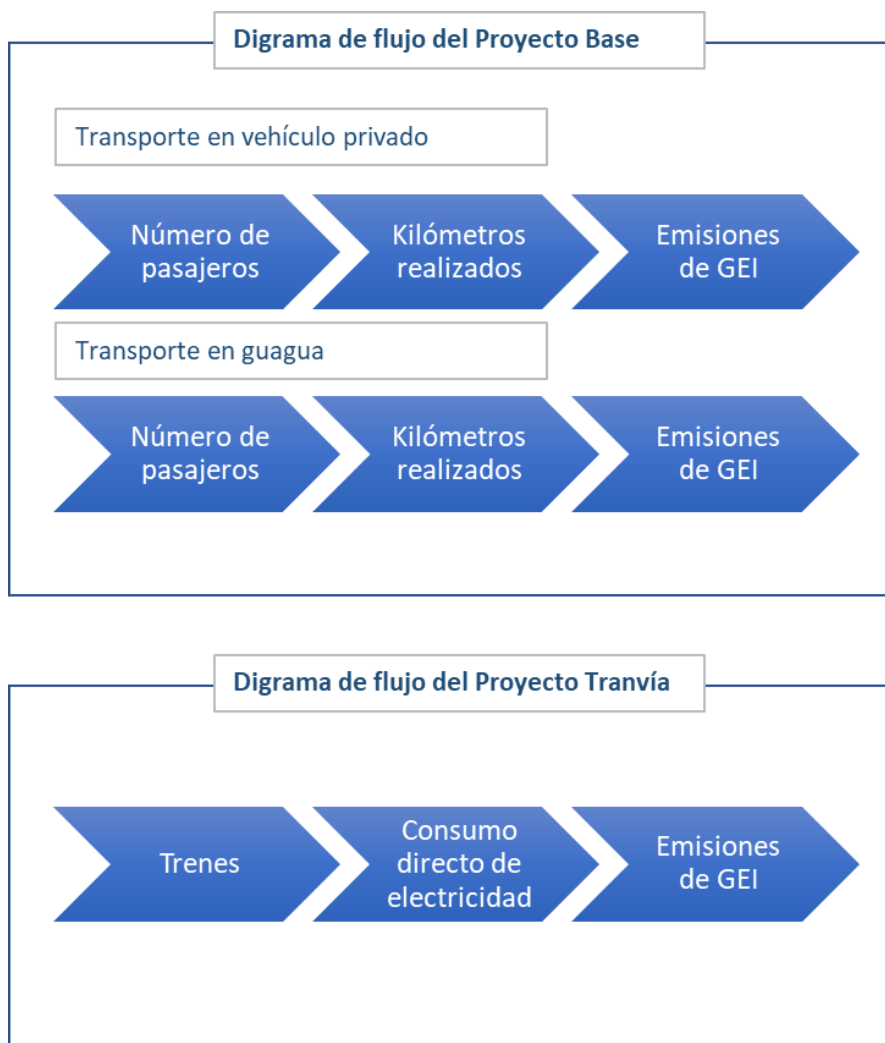 Digrama de flujo del Proyecto Base
Transporte en vehículo privado
Número de
pasajeros
Kilómetros
realizados
Emisiones
de GEI
Transporte en guagua
Número de
pasajeros
Kilómetros
realizados
Emisiones
de GEI
Digrama de flujo del Proyecto Tranvía
Trenes
Consumo
directo de
electricidad
Emisiones
de GEI